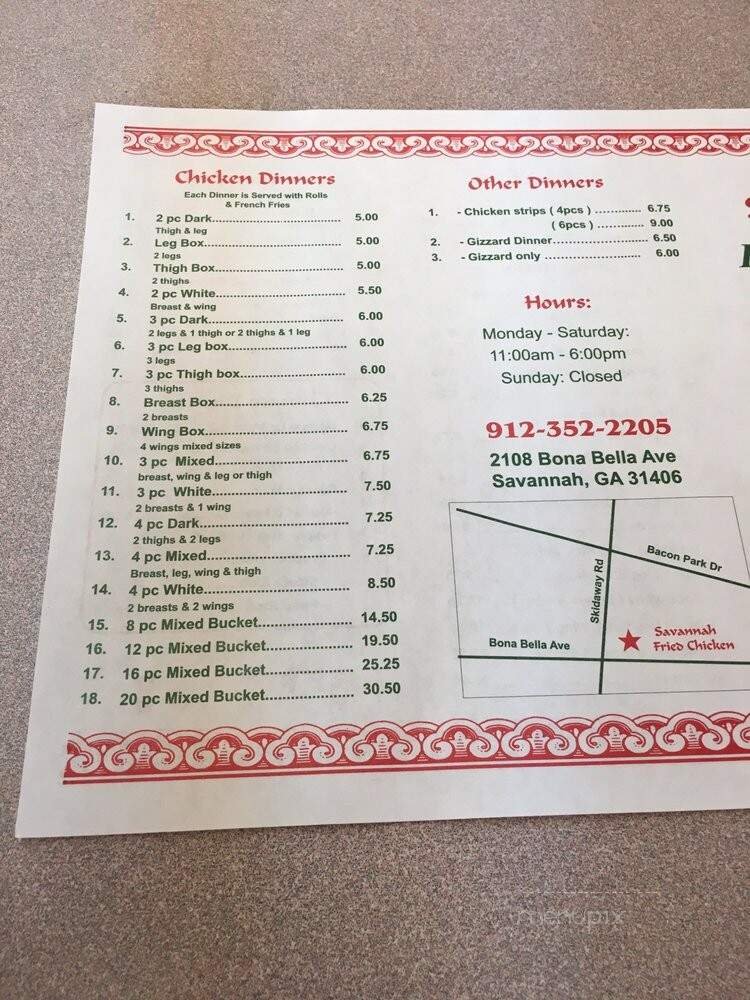 Chicken Dinners
Each Dinner is Served with Rolls
& French Fries
1. 2 pc Dark........................................ 5.00
Thigh & leg
2. Leg Box........................................... 5.00
2 legs
3. Thigh Box........................................ 5.00
2 thighs
4. 2 pc White....................................... 5.50
Breast & wing
5. 3 pc Dark......................................... 6.00
2 legs & 1 thigh or 2 thighs & 1 leg
6. 3 pc Leg box................................... 6.00
3 legs
7. 3 pc Thigh box................................ 6.00
3 thighs
8. Breast Box...................................... 6.25
2 breasts
9. Wing Box........................................ 6.75
4 wings mixed sizes
10. 3 pc Mixed..................................... 6.75
breast, wing & leg or thigh
11. 3 pc White...................................... 7.50
2 breasts & 1 wing
12. 4 pc Dark........................................ 7.25
2 thighs & 2 legs
13. 4 pc Mixed...................................... 7.25
Breast, leg, wing & thigh
14. 4 pc White....................................... 8.50
2 breasts & 2 wings
15. 8 pc Mixed Bucket........................ 14.50
16. 12 pc Mixed Bucket...................... 19.50
17. 16 pc Mixed Bucket...................... 25.25
18. 20 pc Mixed Bucket...................... 30.50
Other Dinners
1. - Chicken strips ( 4pcs ) ............. 6.75
( 6pcs ) ............. 9.00
2. - Gizzard Dinner.......................... 6.50
3. - Gizzard only .......................... 6.00
Hours:
Monday - Saturday:
11:00am - 6:00pm
Sunday: Closed
912-352-2205
2108 Bona Bella Ave
Savannah, GA 31406
Bacon Park Dr
Skidaway Rd
Bona Bella Ave
Savannah
Fried Chicken
menupix